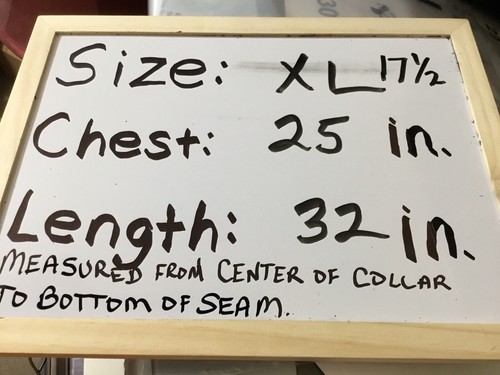 Size: XL 17½
Chest: 25 in.
Length: 32 in.
MEASURED FROM CENTER OF COLLAR
TO BOTTOM OF SEAM.